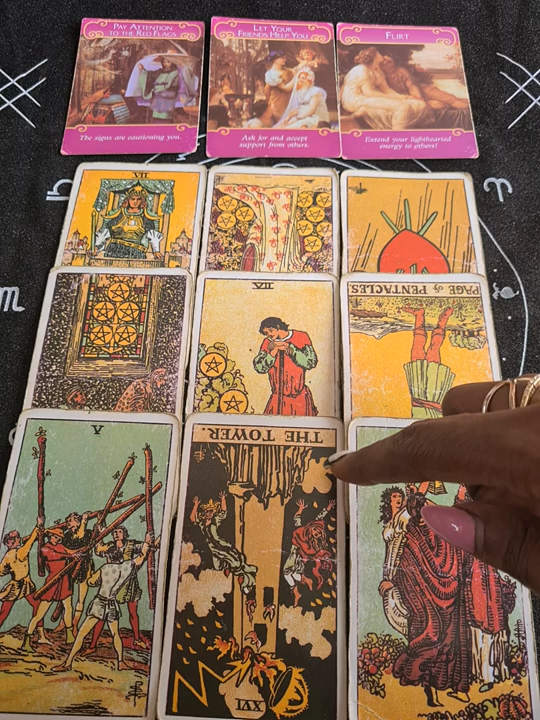 PAY ATTENTION
TO THE RED FLAGS
The signs are cautioning you.
LET YOUR
FRIENDS HELP YOU
Ask for and accept
support from others.
FLIRT
Extend your lighthearted
energy to others!
VII
VII
PAGE OF PENTACLES.
V
THE TOWER.
XVI